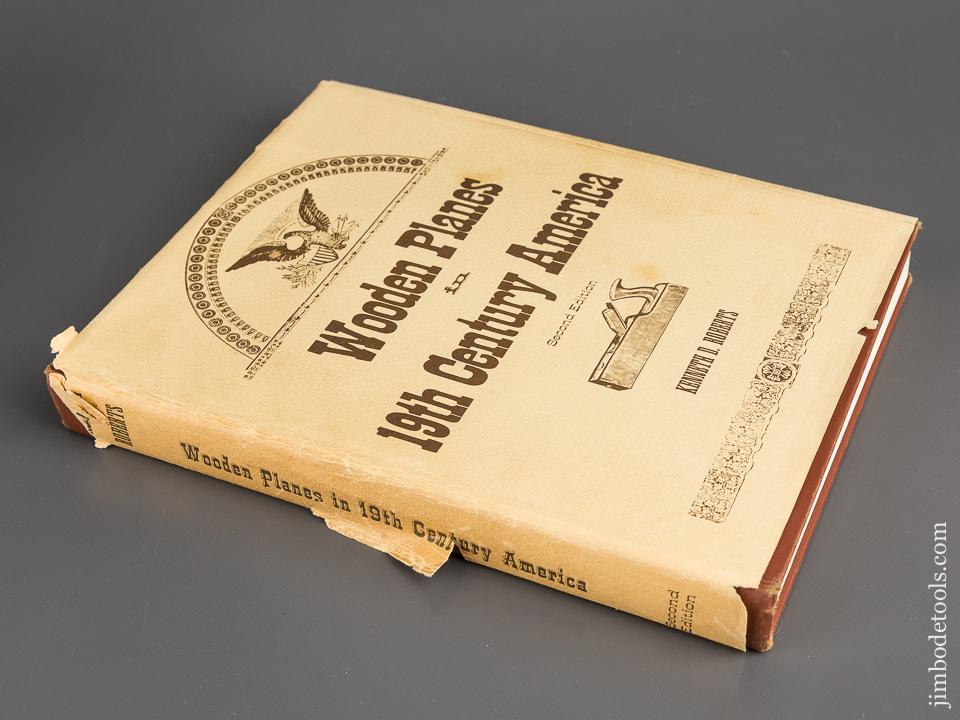 Wooden Planes
in
19th Century America
Second Edition
KENNETH D. ROBERTS
ROBERTS
Wooden Planes in 19th Century America
Second
Edition
jimbodetools.com